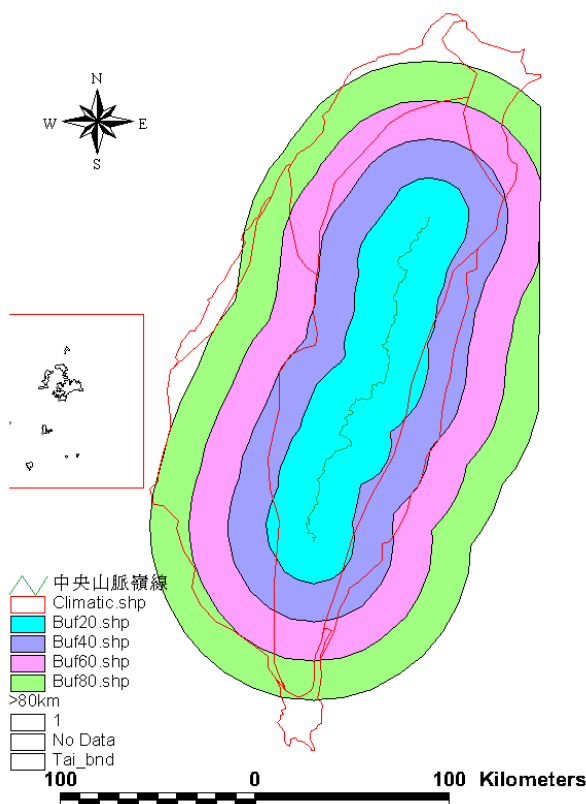 N
W E
S
中央山脈嶺線
Climatic.shp
Buf20.shp
Buf40.shp
Buf60.shp
Buf80.shp
>80km
1
No Data
Tai_bnd
100 0 100 Kilometers